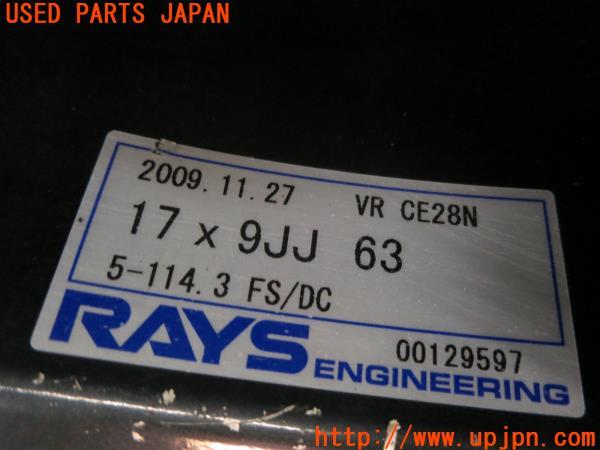 USED PARTS JAPAN
2009.11.27 VR CE28N
17 x 9JJ 63
5-114.3 FS/DC
RAYS ENGINEERING 00129597
http://www.upjpn.com